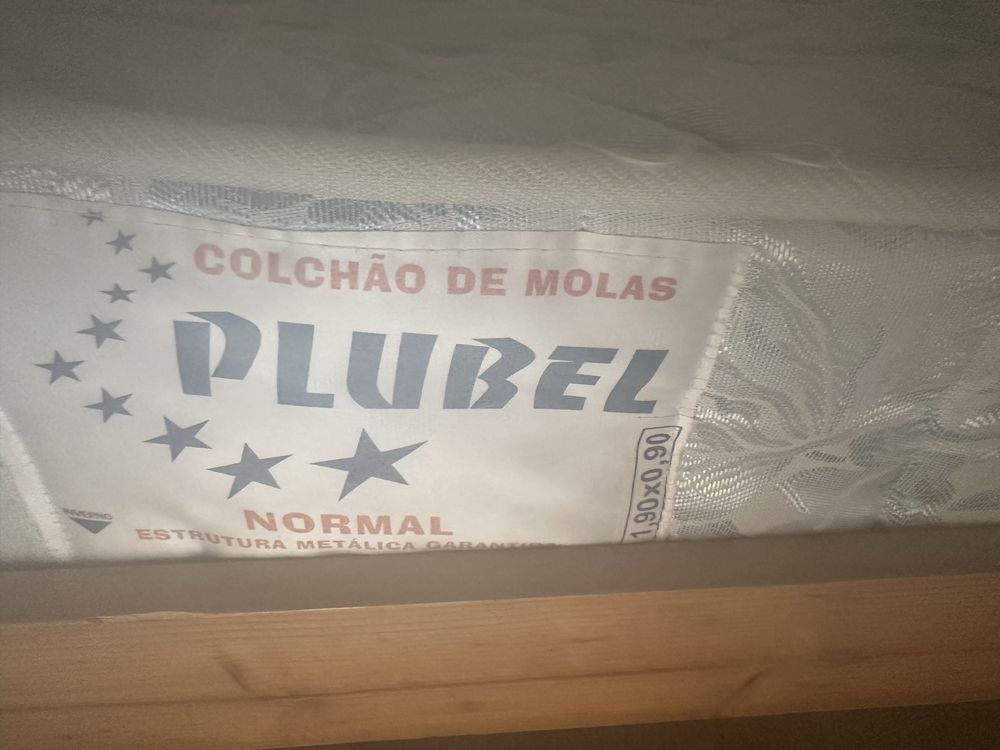 COLCHÃO DE MOLAS
PLUBEL
1,90x0,90
INVERNO
NORMAL
ESTRUTURA METÁLICA